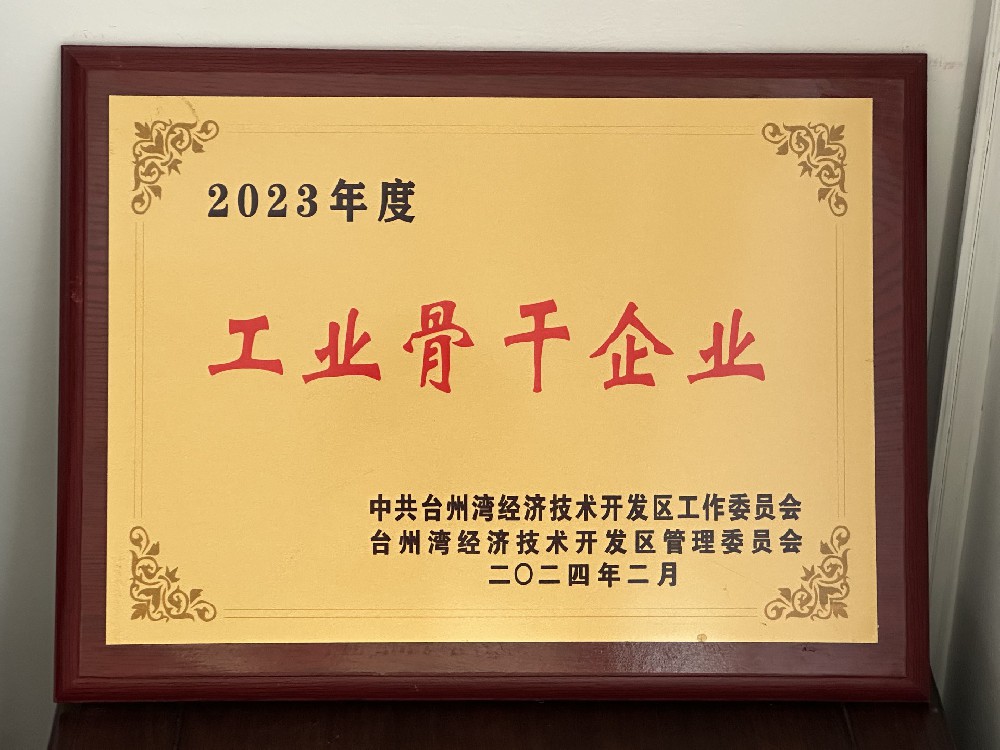 2023年度
工业骨干企业
中共台州湾经济技术开发区工作委员会
台州湾经济技术开发区管理委员会
二〇二四年二月